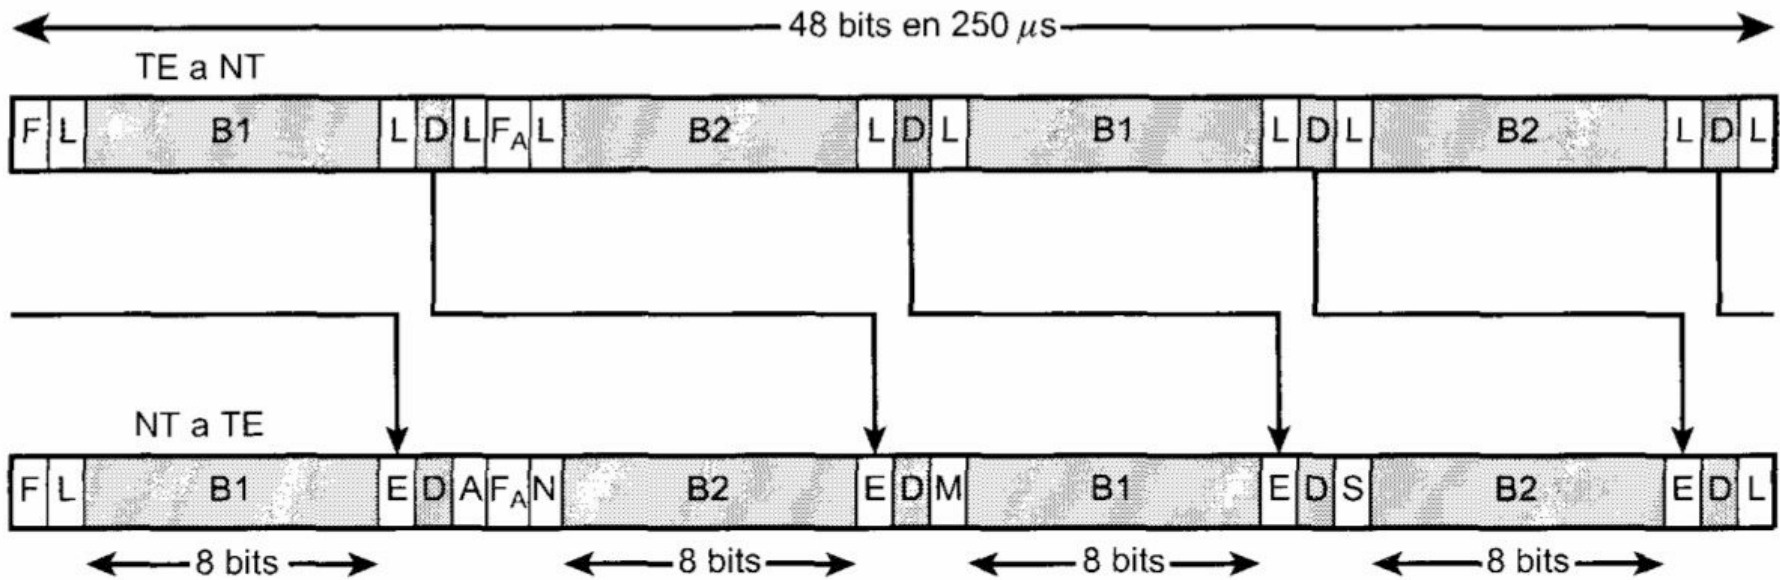 48 bits en 250 μs
TE a NT
F L B1 L D L FA L B2 L D L B1 L D L B2 L D L
NT a TE
F L B1 E D A FA N B2 E D M B1 E D S B2 E D L
8 bits 8 bits 8 bits 8 bits